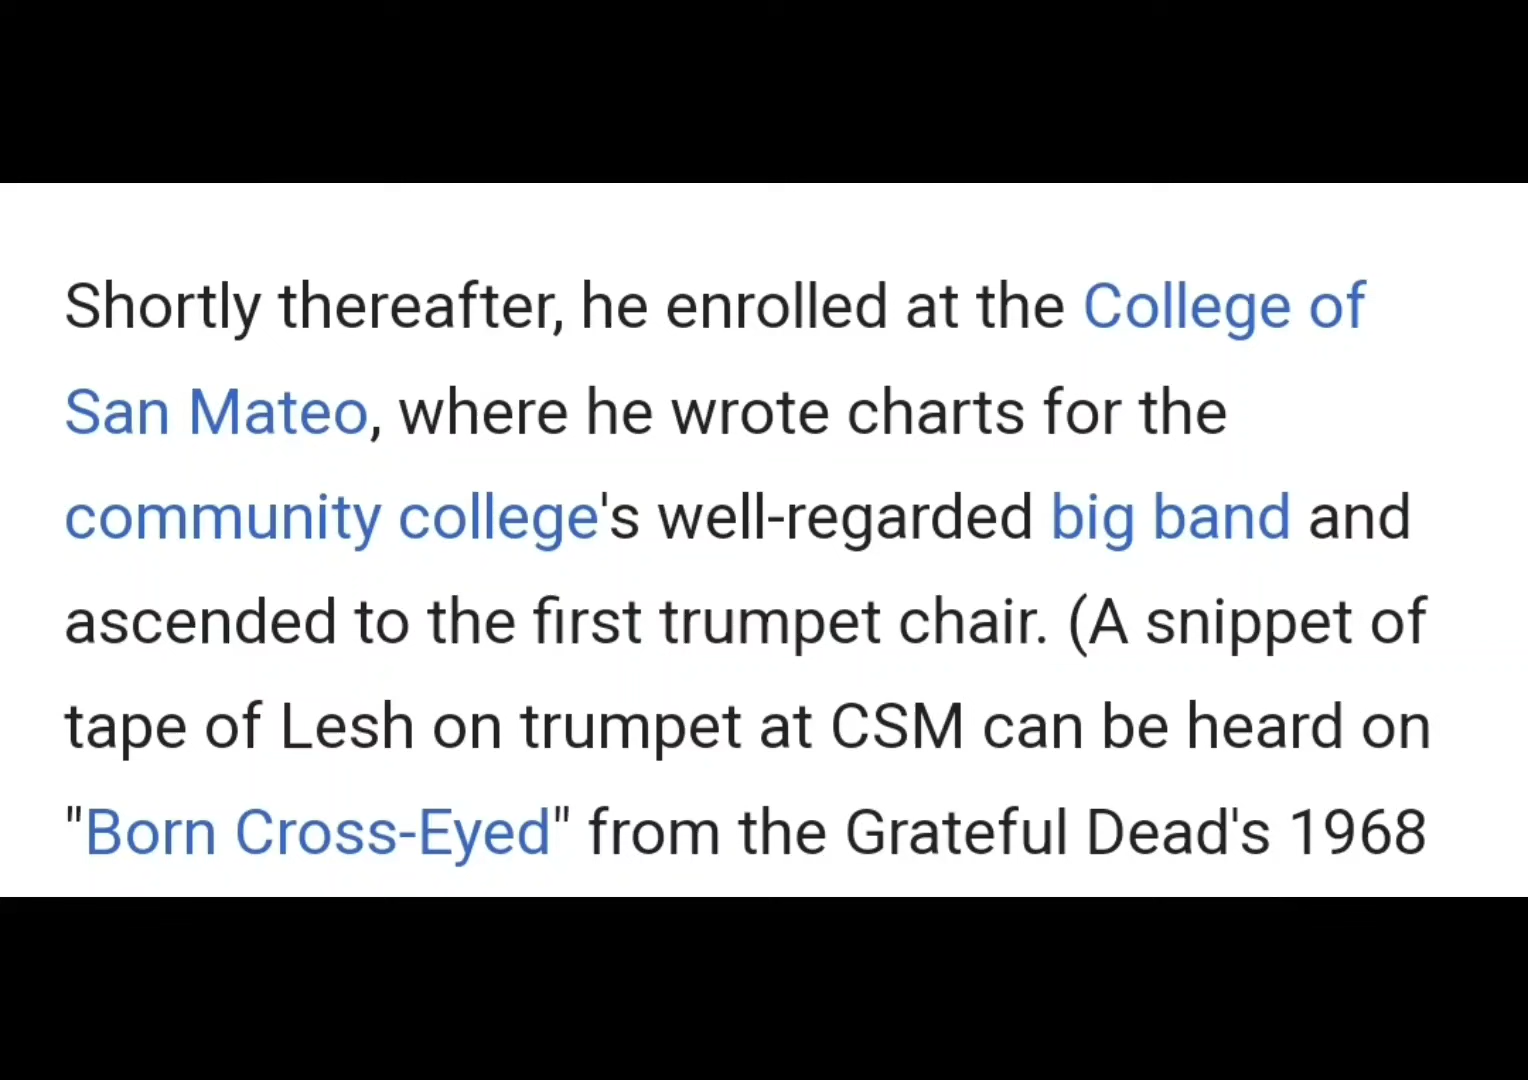 Shortly thereafter, he enrolled at the College of
San Mateo, where he wrote charts for the
community college's well-regarded big band and
ascended to the first trumpet chair. (A snippet of
tape of Lesh on trumpet at CSM can be heard on
"Born Cross-Eyed" from the Grateful Dead's 1968